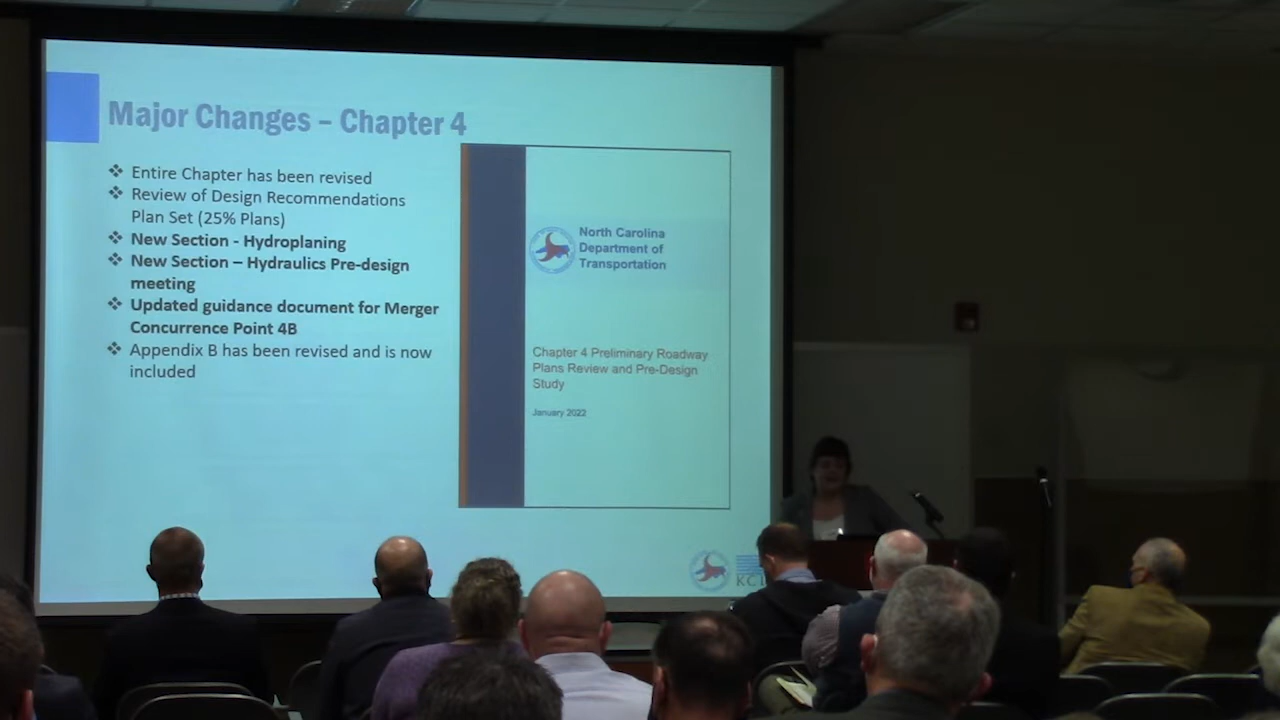 Major Changes – Chapter 4
❖ Entire Chapter has been revised
❖ Review of Design Recommendations
Plan Set (25% Plans)
❖ New Section - Hydroplaning
❖ New Section – Hydraulics Pre-design
meeting
❖ Updated guidance document for Merger
Concurrence Point 4B
❖ Appendix B has been revised and is now
included
North Carolina
Department of
Transportation
Chapter 4 Preliminary Roadway
Plans Review and Pre-Design
Study
January 2022